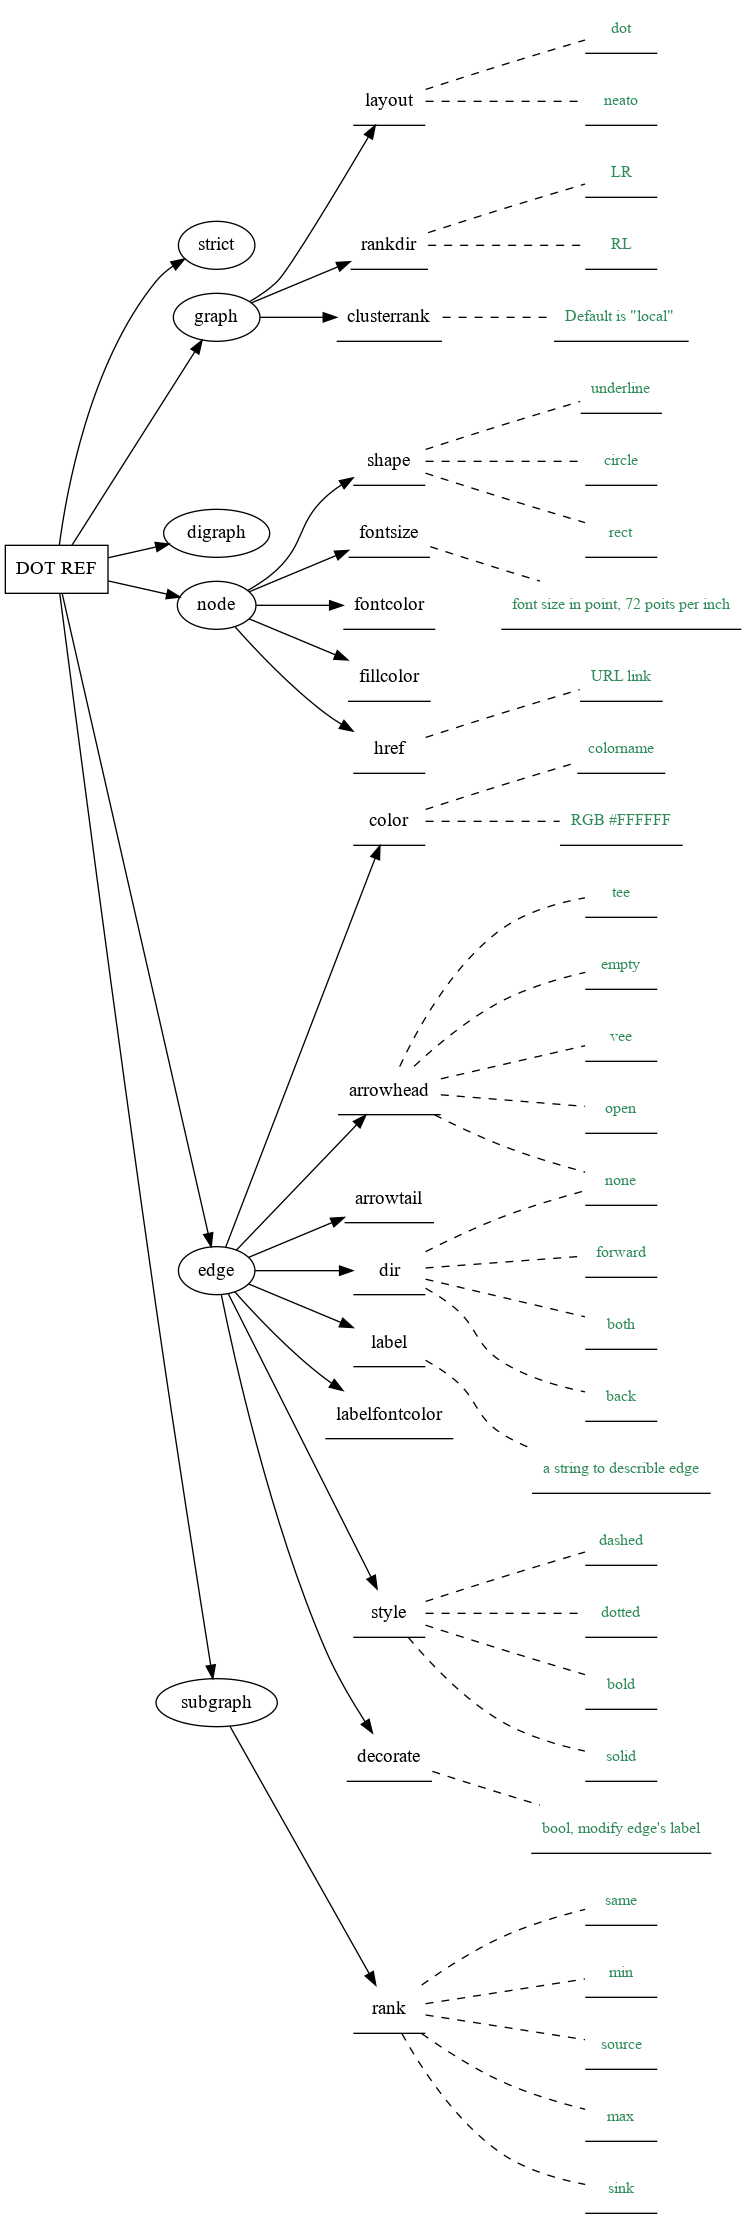 dot
layout
neato
LR
strict
rankdir
RL
graph
clusterrank
Default is "local"
underline
shape
circle
digraph
fontsize
rect
DOT REF
node
fontcolor
font size in point, 72 poits per inch
fillcolor
URL link
href
colorname
color
RGB #FFFFFF
tee
empty
vee
arrowhead
open
none
arrowtail
forward
edge
dir
both
label
back
labelfontcolor
a string to describle edge
dashed
style
dotted
bold
subgraph
solid
decorate
bool, modify edge's label
same
min
rank
source
max
sink